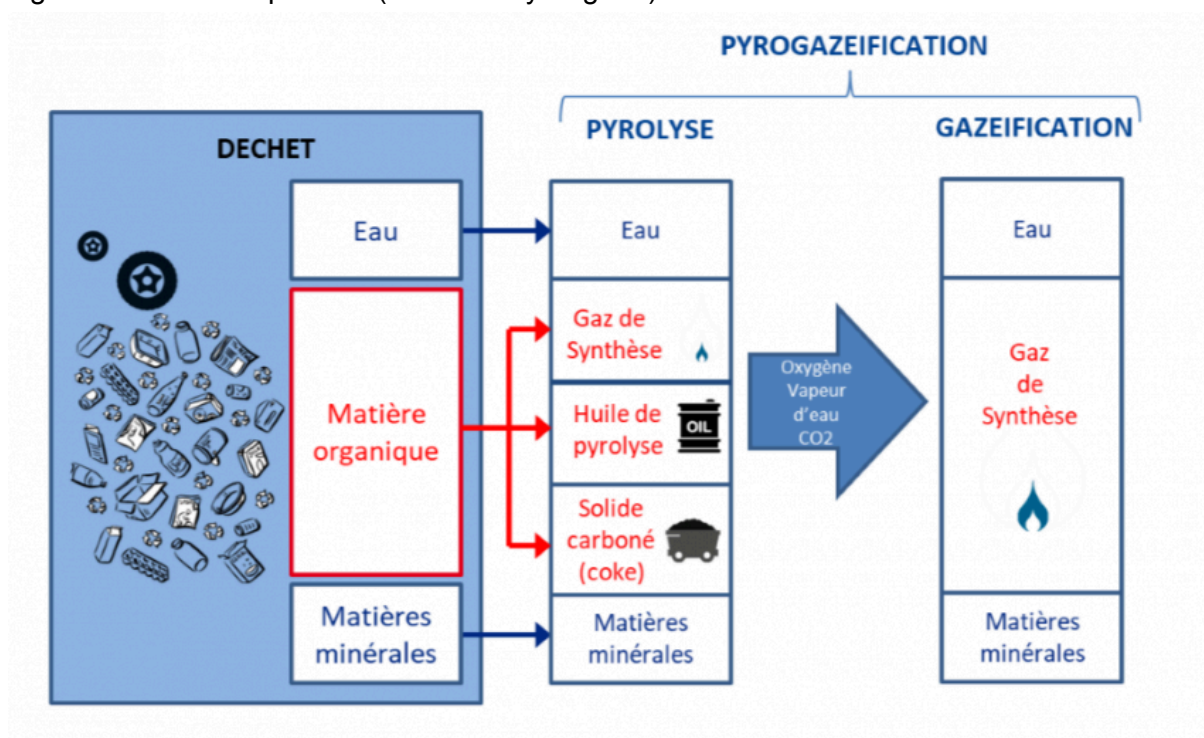 PYROGAZEIFICATION
PYROLYSE
GAZEIFICATION
DECHET
Eau
Matière
organique
Matières
minérales
Eau
Gaz de
Synthèse
Huile de
pyrolyse
OIL
Solide
carboné
(coke)
Matières
minérales
Oxygène
Vapeur
d'eau
CO2
Eau
Gaz
de
Synthèse
Matières
minérales